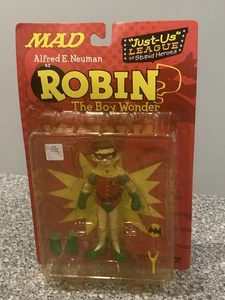 MAD
"Just-Us"
LEAGUE
of Stupid Heroes
Alfred E. Neuman
as
ROBIN?
The Boy Wonder